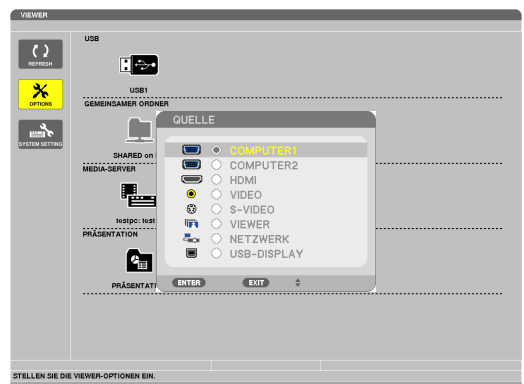 VIEWER
USB
REFRESH
USB1
OPTIONS
GEMEINSAMER ORDNER
QUELLE
SYSTEM SETTING
SHARED on
COMPUTER1
COMPUTER2
MEDIA-SERVER
HDMI
VIDEO
S-VIDEO
testpc: test
VIEWER
PRÄSENTATION
NETZWERK
USB-DISPLAY
PRÄSENTATI
ENTER
EXIT
STELLEN SIE DIE VIEWER-OPTIONEN EIN.